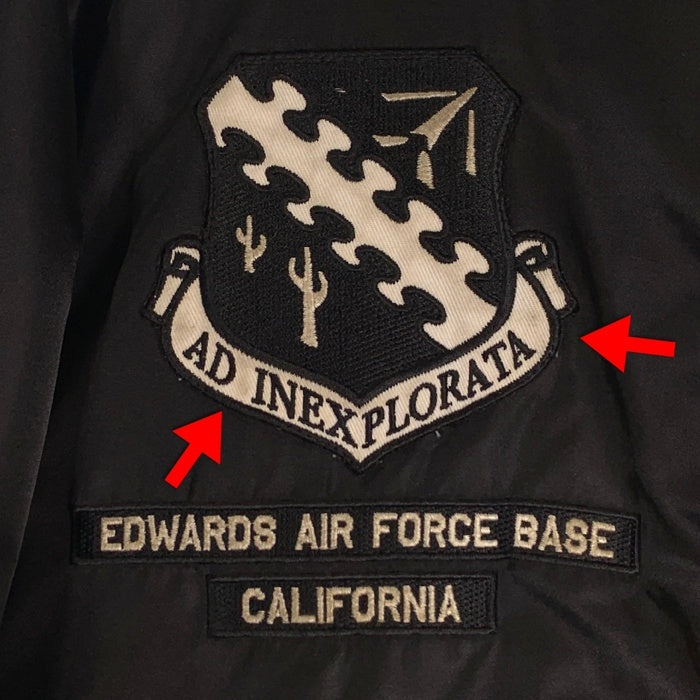 AD INEXPLORATA
EDWARDS AIR FORCE BASE
CALIFORNIA